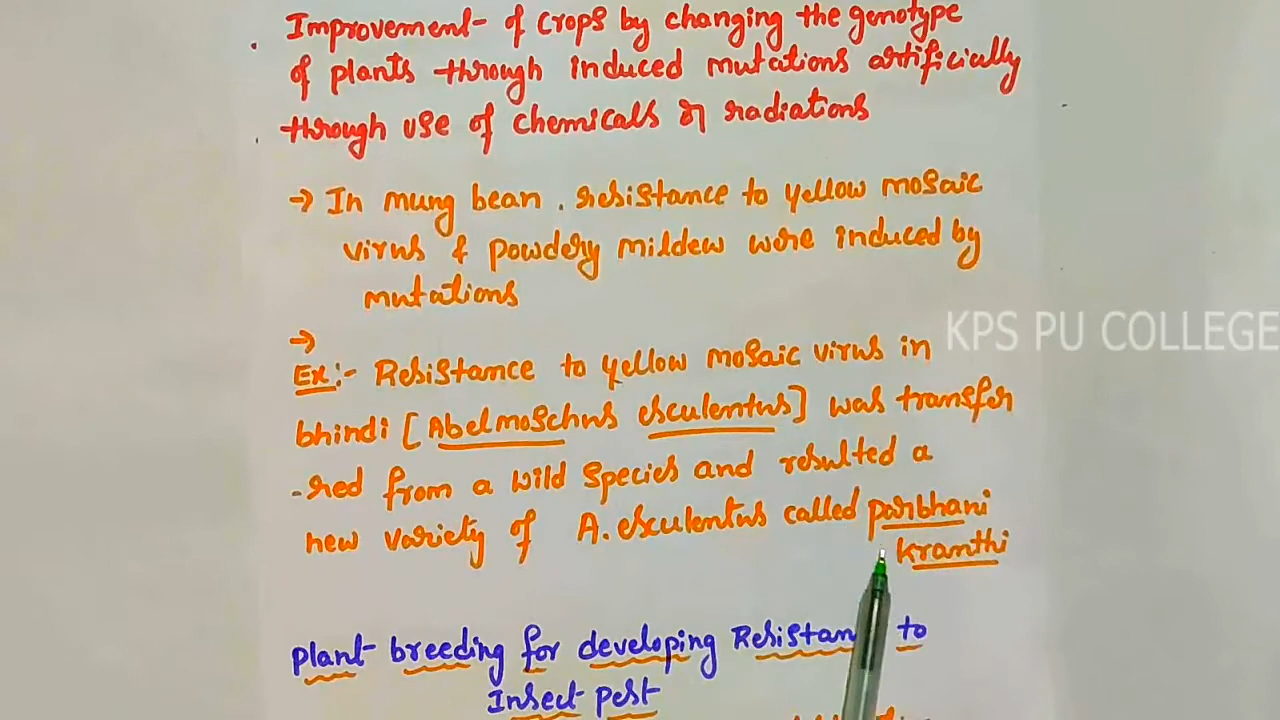 Improvement- of crops by changing the genotype
of plants through induced mutations artificially
through use of chemicals or radiations
→ In mung bean . resistance to yellow mosaic
virus & powdery mildew were induced by
mutations
→
Ex:- Resistance to yellow mosaic virus in
bhindi [Abelmoschus esculentus] was transfer
-red from a wild species and resulted a
new variety of A. esculentus called parbhani
kranthi
KPS PU COLLEGE
plant breeding for developing Resistan to
Insect pest